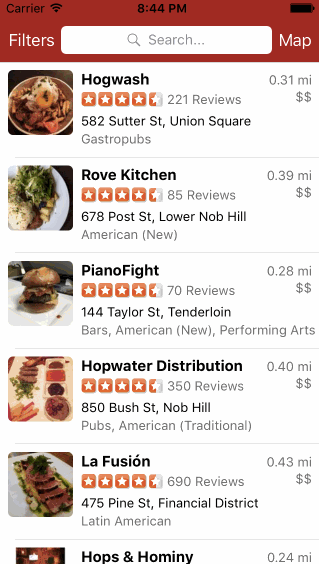 Carrier 8:44 PM
Filters Search... Map
Hogwash 0.31 mi
221 Reviews $$
582 Sutter St, Union Square
Gastropubs
Rove Kitchen 0.39 mi
85 Reviews $$
678 Post St, Lower Nob Hill
American (New)
PianoFight 0.28 mi
70 Reviews $$
144 Taylor St, Tenderloin
Bars, American (New), Performing Arts
Hopwater Distribution 0.40 mi
350 Reviews $$
850 Bush St, Nob Hill
Pubs, American (Traditional)
La Fusión 0.43 mi
690 Reviews $$
475 Pine St, Financial District
Latin American
Hops & Hominy 0.24 mi